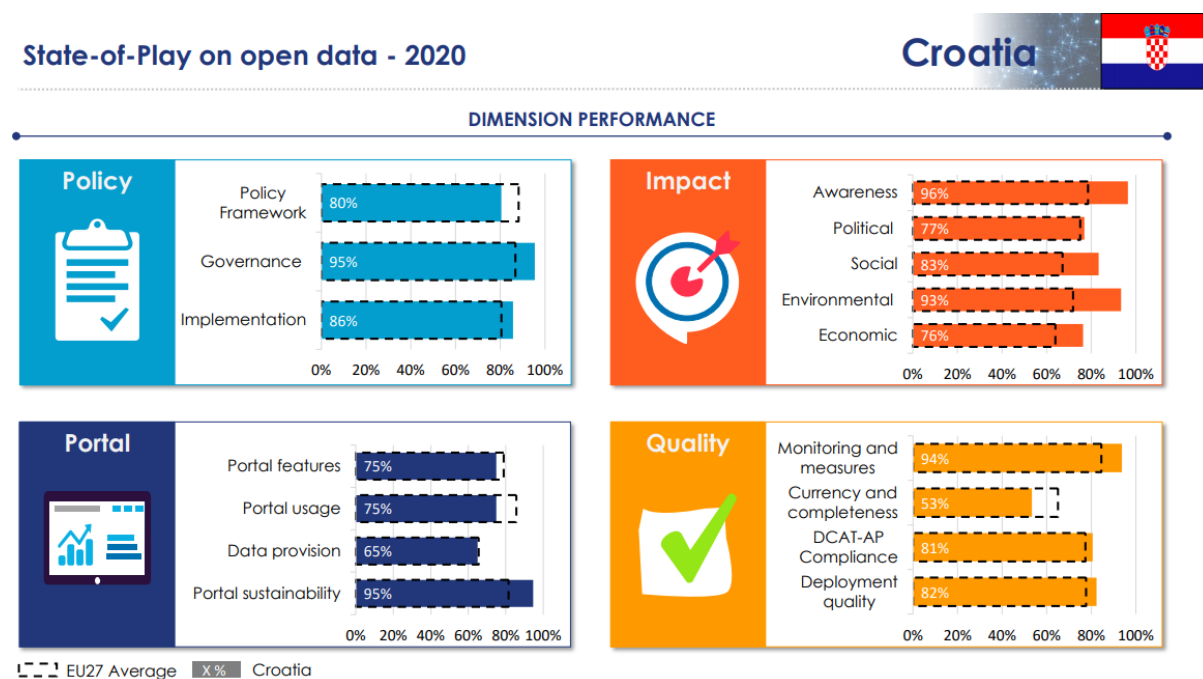 State-of-Play on open data - 2020
Croatia
DIMENSION PERFORMANCE
Policy
Policy
Framework
80%
Governance
95%
Implementation
86%
0% 20% 40% 60% 80% 100%
Impact
Awareness
96%
Political
77%
Social
83%
Environmental
93%
Economic
76%
0% 20% 40% 60% 80% 100%
Portal
Portal features
75%
Portal usage
75%
Data provision
65%
Portal sustainability
95%
0% 20% 40% 60% 80% 100%
Quality
Monitoring and
measures
94%
Currency and
completeness
53%
DCAT-AP
Compliance
81%
Deployment
quality
82%
0% 20% 40% 60% 80% 100%
EU27 Average X % Croatia